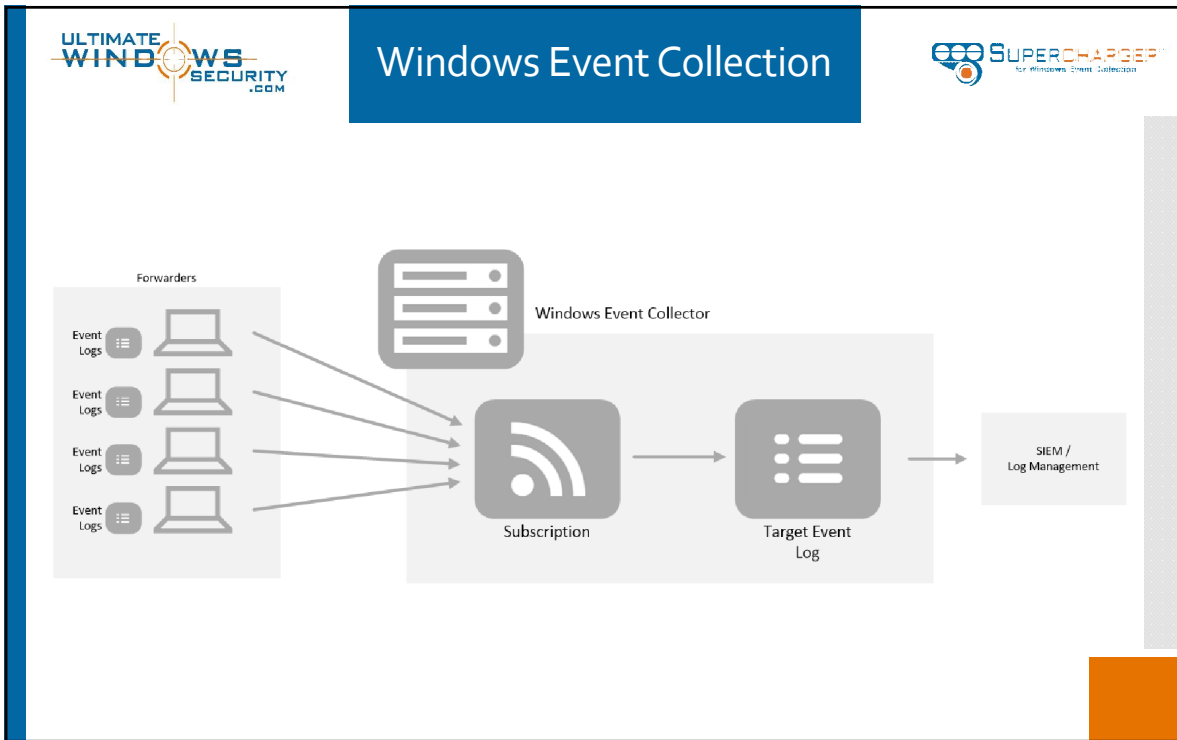 ULTIMATE
WINDOWS
SECURITY
.COM
Windows Event Collection
SUPERCHARGER
for Windows Event Collection
Forwarders
Event
Logs
Event
Logs
Event
Logs
Event
Logs
Windows Event Collector
Subscription
Target Event
Log
SIEM /
Log Management